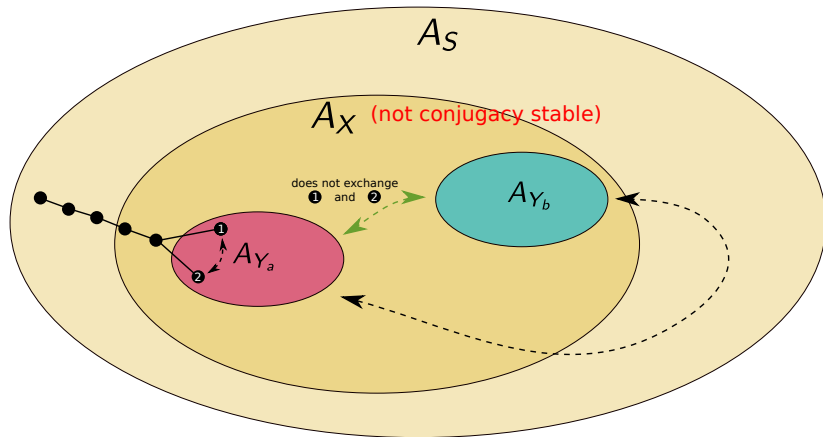 A_S
A_X (not conjugacy stable)
does not exchange
1 and 2
A_{Y_b}
1
A_{Y_a}
2